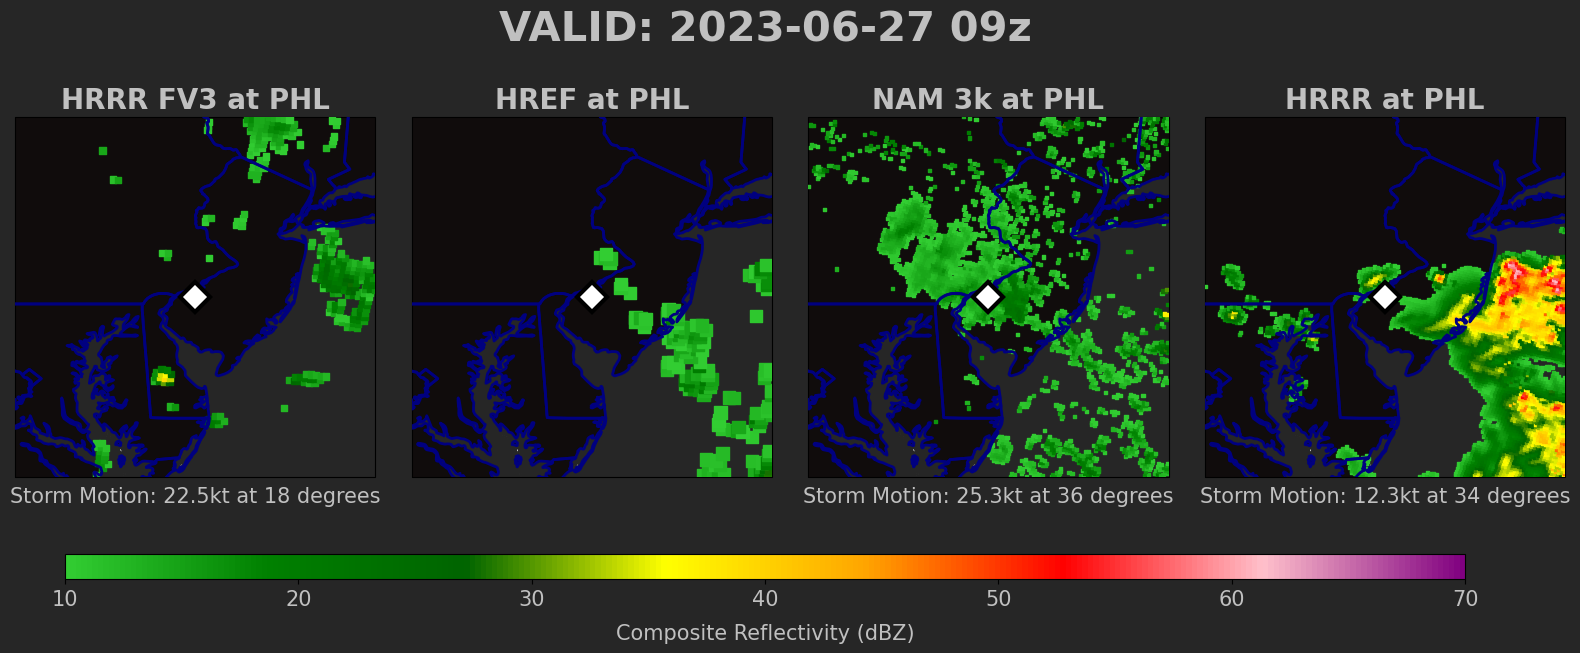 VALID: 2023-06-27 09z
HRRR FV3 at PHL
HREF at PHL
NAM 3k at PHL
HRRR at PHL
Storm Motion: 22.5kt at 18 degrees
Storm Motion: 25.3kt at 36 degrees
Storm Motion: 12.3kt at 34 degrees
10 20 30 40 50 60 70
Composite Reflectivity (dBZ)